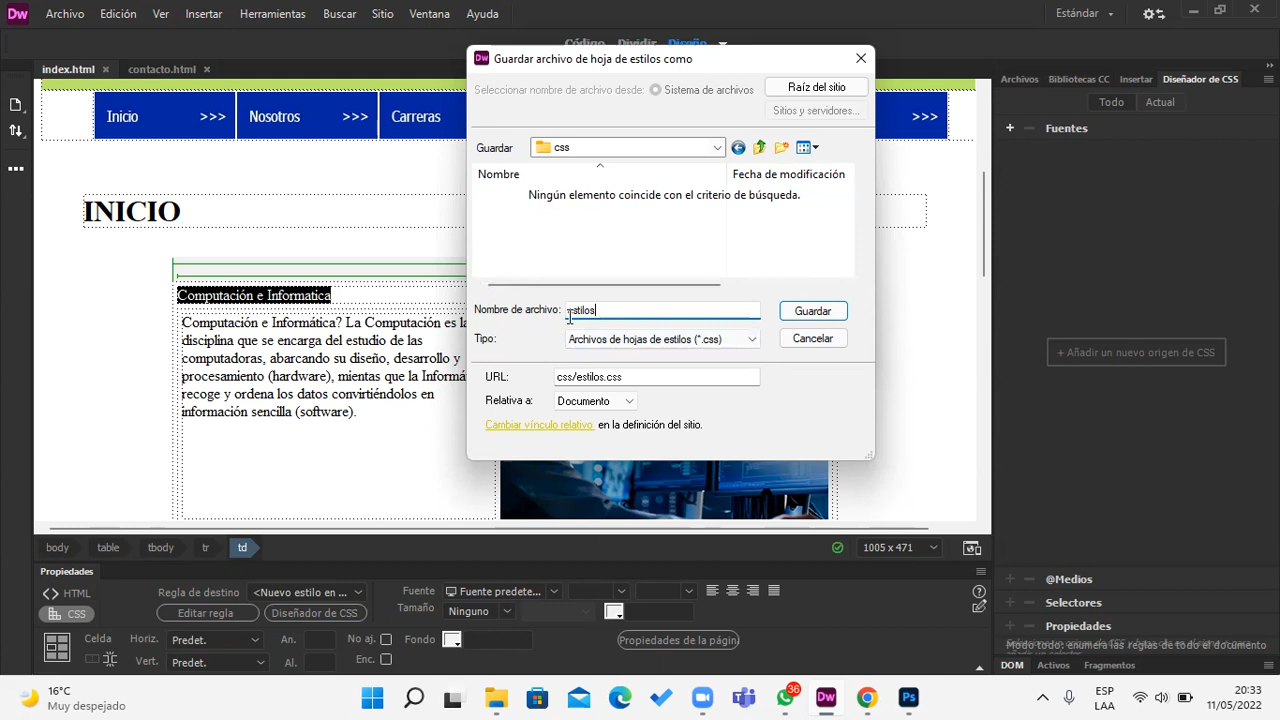 Dw Archivo Edición Ver Insertar Herramientas Buscar Sitio Ventana Ayuda Estándar
Código Dividir Diseño
index.html contacto.html
Archivos Bibliotecas CC Insertar Diseñador de CSS
Todo Actual
+ Fuentes
+ Añadir un nuevo origen de CSS
Inicio >>> Nosotros >>> Carreras >>>
INICIO
Computación e Informatica
Computación e Informática? La Computación es la
disciplina que se encarga del estudio de las
computadoras, abarcando su diseño, desarrollo y
procesamiento (hardware), mientas que la Informá
recoge y ordena los datos convirtiéndolos en
información sencilla (software).
Dw Guardar archivo de hoja de estilos como
Seleccionar nombre de archivo desde: Sistema de archivos Raíz del sitio
Sitios y servidores...
Guardar css
Nombre Fecha de modificación
Ningún elemento coincide con el criterio de búsqueda.
Nombre de archivo: estilos Guardar
Tipo: Archivos de hojas de estilos (*.css) Cancelar
URL: css/estilos.css
Relativa a: Documento
Cambiar vínculo relativo en la definición del sitio.
body table tbody tr td 1005 x 471
Propiedades
<> HTML Regla de destino <Nuevo estilo en ... Fuente Fuente predete...
CSS Editar regla Diseñador de CSS Tamaño Ninguno
Celda Horiz. Predet. An. No aj. Fondo Propiedades de la págin
Vert. Predet. Al. Enc.
+ @Medios
+ Selectores
+ Propiedades
Modo todo: enumera las reglas de todo el documento
DOM Activos Fragmentos
16°C
Muy despejado
36
Dw Ps
ESP
LAA
20:33
11/05/2022